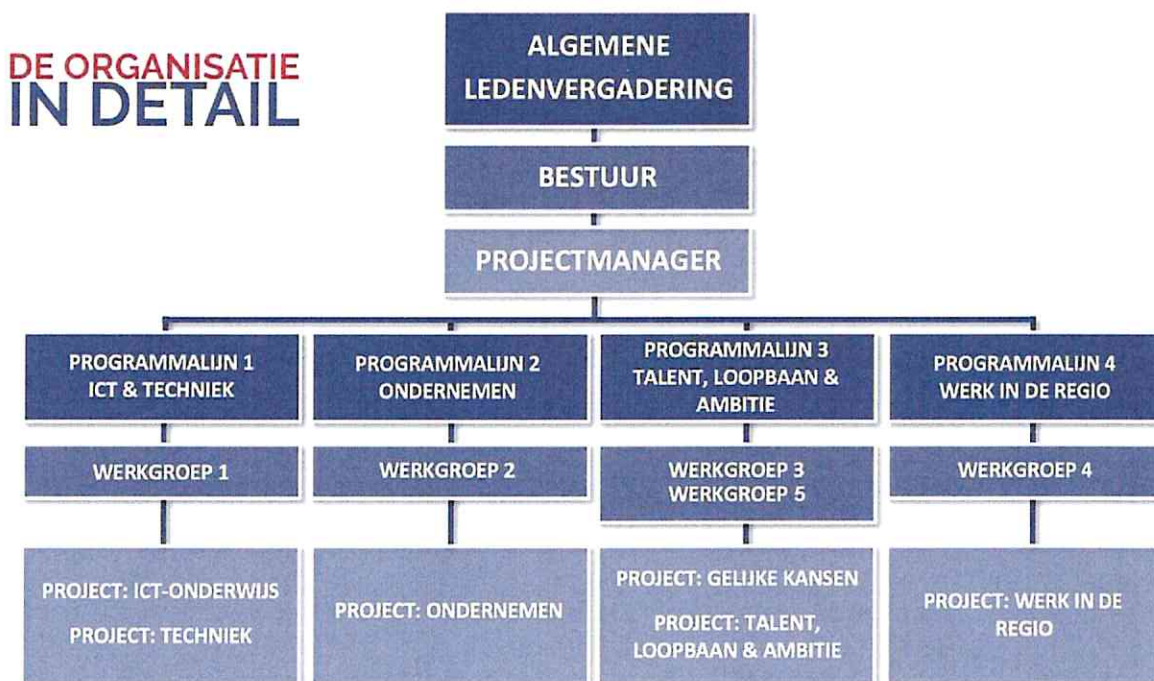 DE ORGANISATIE
IN DETAIL
ALGEMENE
LEDENVERGADERING
BESTUUR
PROJECTMANAGER
PROGRAMMALIJN 1
ICT & TECHNIEK
PROGRAMMALIJN 2
ONDERNEMEN
PROGRAMMALIJN 3
TALENT, LOOPBAAN &
AMBITIE
PROGRAMMALIJN 4
WERK IN DE REGIO
WERKGROEP 1
WERKGROEP 2
WERKGROEP 3
WERKGROEP 5
WERKGROEP 4
PROJECT: ICT-ONDERWIJS
PROJECT: TECHNIEK
PROJECT: ONDERNEMEN
PROJECT: GELIJKE KANSEN
PROJECT: TALENT,
LOOPBAAN & AMBITIE
PROJECT: WERK IN DE
REGIO